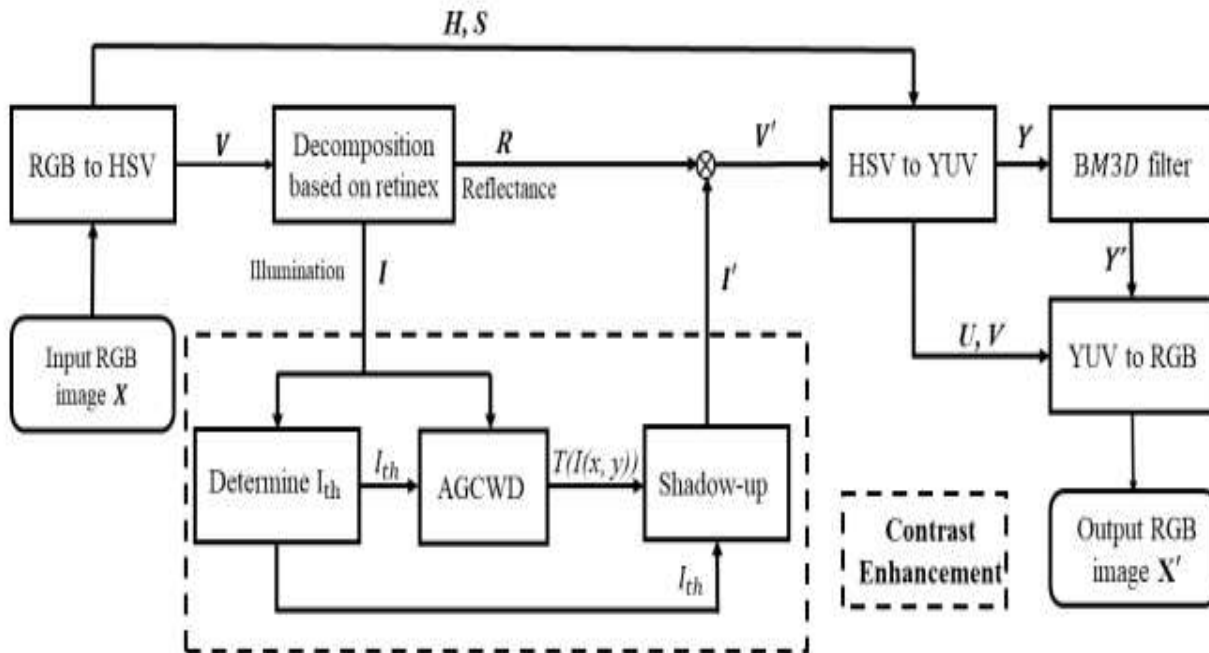 H, S
RGB to HSV
V
Decomposition
based on retinex
R
Reflectance
V'
HSV to YUV
Y
BM3D filter
Illumination
I
I'
Y'
Input RGB
image X
U, V
YUV to RGB
Determine Ith
Ith
AGCWD
T(I(x, y))
Shadow-up
Ith
Contrast
Enhancement
Output RGB
image X'